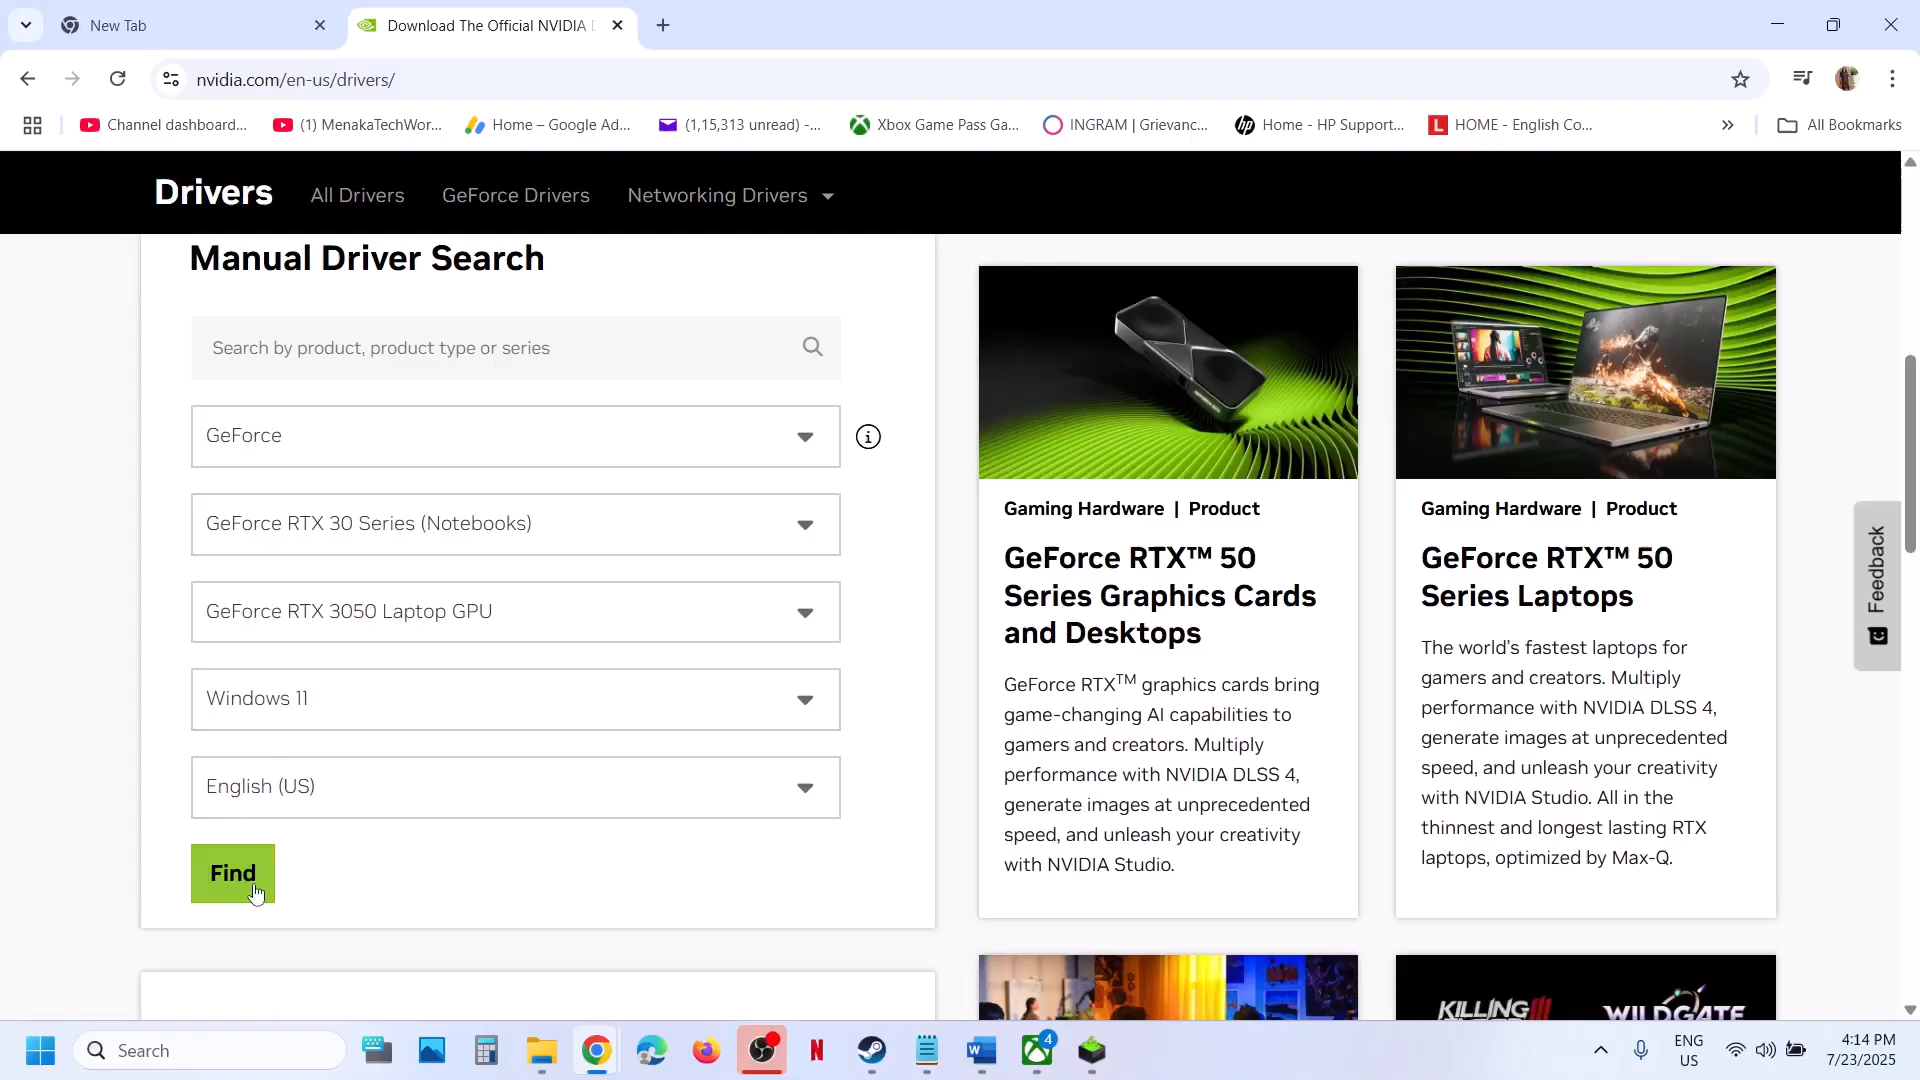 New Tab
Download The Official NVIDIA
nvidia.com/en-us/drivers/
Channel dashboard...
(1) MenakaTechWor...
Home – Google Ad...
(1,15,313 unread) -...
Xbox Game Pass Ga...
INGRAM | Grievanc...
Home - HP Support...
HOME - English Co...
All Bookmarks
Drivers
All Drivers
GeForce Drivers
Networking Drivers
Manual Driver Search
Search by product, product type or series
GeForce
GeForce RTX 30 Series (Notebooks)
GeForce RTX 3050 Laptop GPU
Windows 11
English (US)
Find
Gaming Hardware | Product
GeForce RTX™ 50
Series Graphics Cards
and Desktops
GeForce RTX™ graphics cards bring
game-changing AI capabilities to
gamers and creators. Multiply
performance with NVIDIA DLSS 4,
generate images at unprecedented
speed, and unleash your creativity
with NVIDIA Studio.
Gaming Hardware | Product
GeForce RTX™ 50
Series Laptops
The world’s fastest laptops for
gamers and creators. Multiply
performance with NVIDIA DLSS 4,
generate images at unprecedented
speed, and unleash your creativity
with NVIDIA Studio. All in the
thinnest and longest lasting RTX
laptops, optimized by Max-Q.
KILLING
WILDGATE
Feedback
Search
4
ENG
US
4:14 PM
7/23/2025